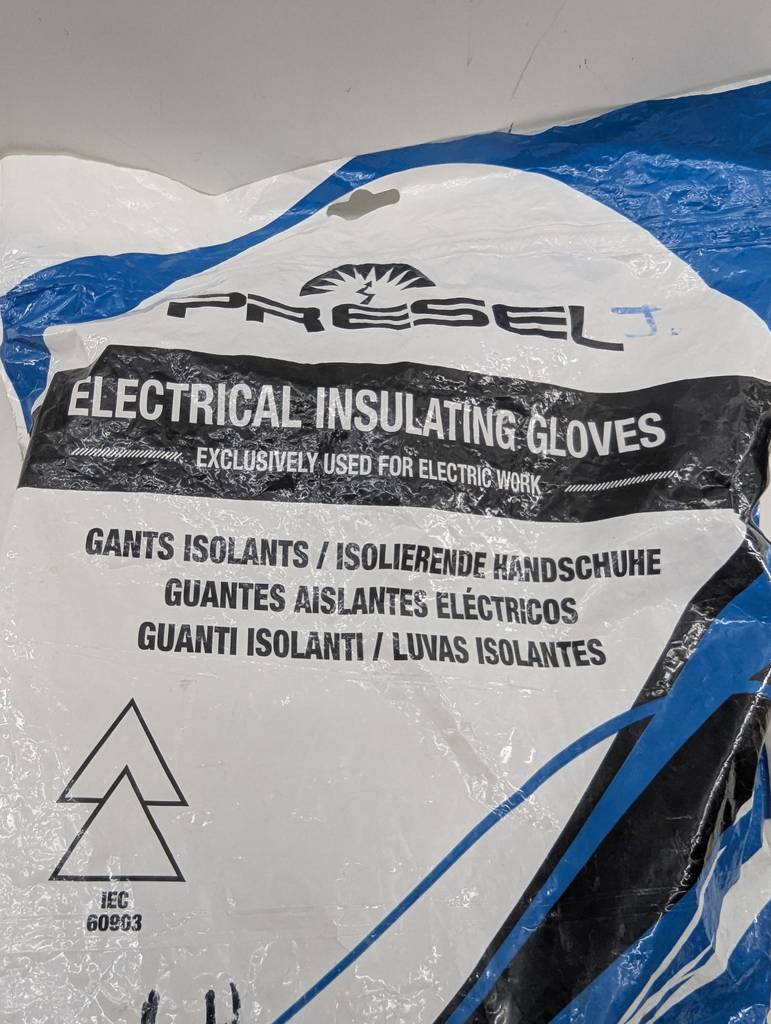 PRESEL J.
ELECTRICAL INSULATING GLOVES
EXCLUSIVELY USED FOR ELECTRIC WORK
GANTS ISOLANTS / ISOLIERENDE HANDSCHUHE
GUANTES AISLANTES ELÉCTRICOS
GUANTI ISOLANTI / LUVAS ISOLANTES
IEC
60903